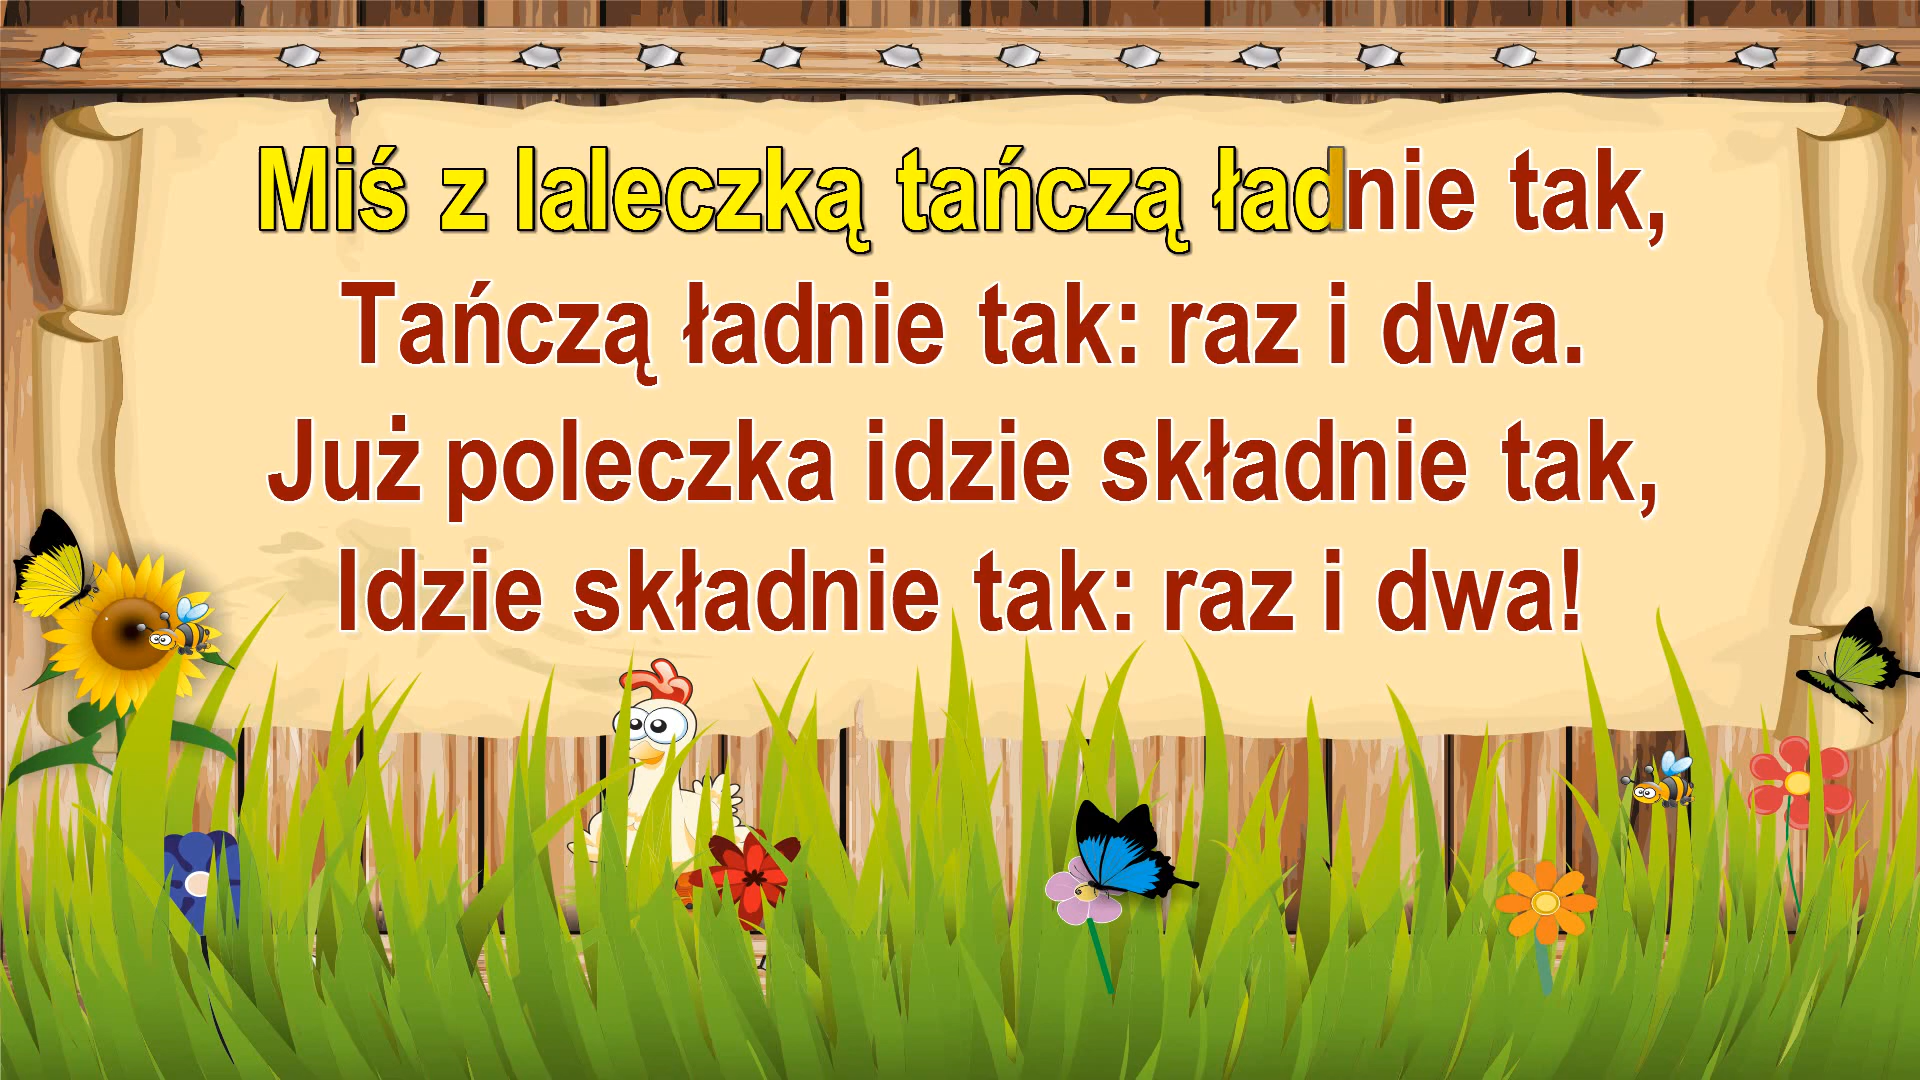 Miś z laleczką tańczą ładnie tak,
Tańczą ładnie tak: raz i dwa.
Już poleczka idzie składnie tak,
Idzie składnie tak: raz i dwa!